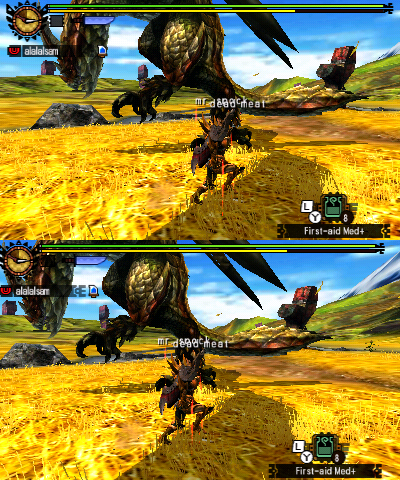 alalalsam
mr
dead meat
L
Y
8
First-aid Med+
alalalsam
mr
dead meat
L
Y
8
First-aid Med+